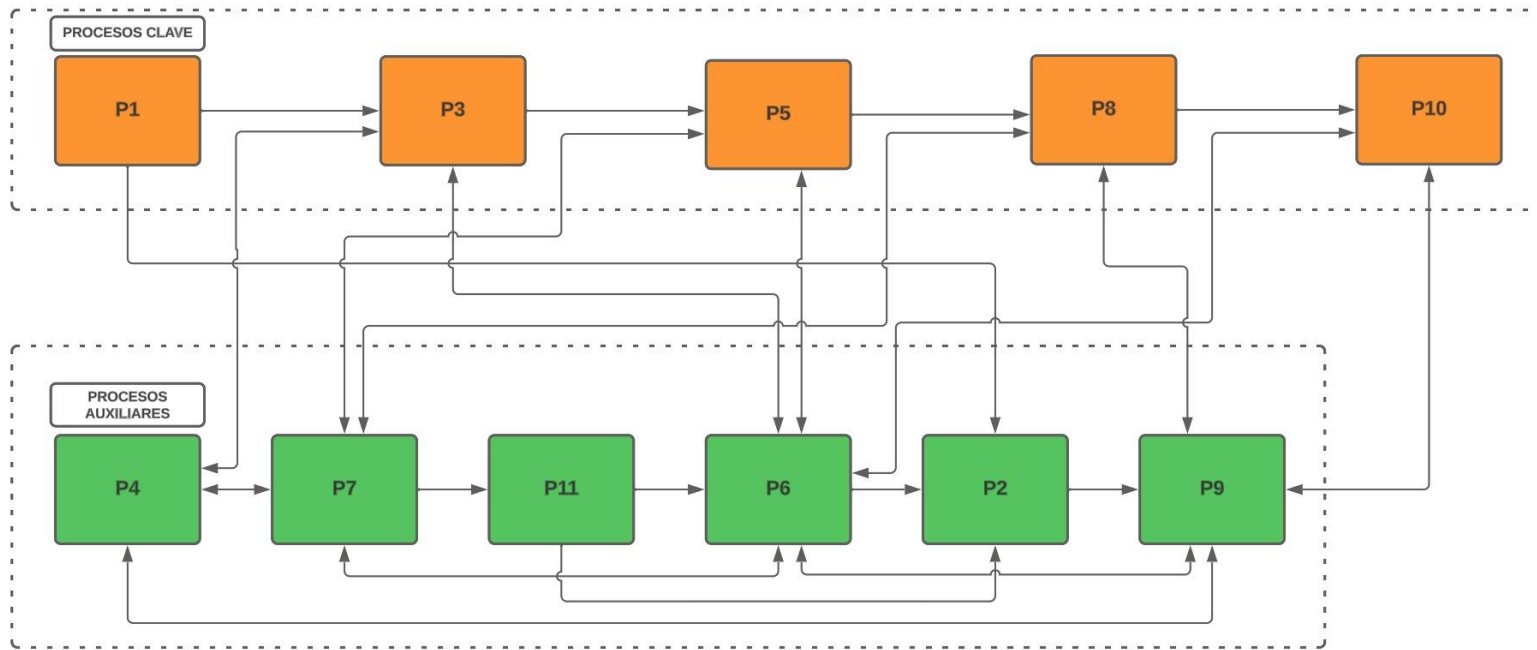 PROCESOS CLAVE
P1
P3
P5
P8
P10
PROCESOS
AUXILIARES
P4
P7
P11
P6
P2
P9